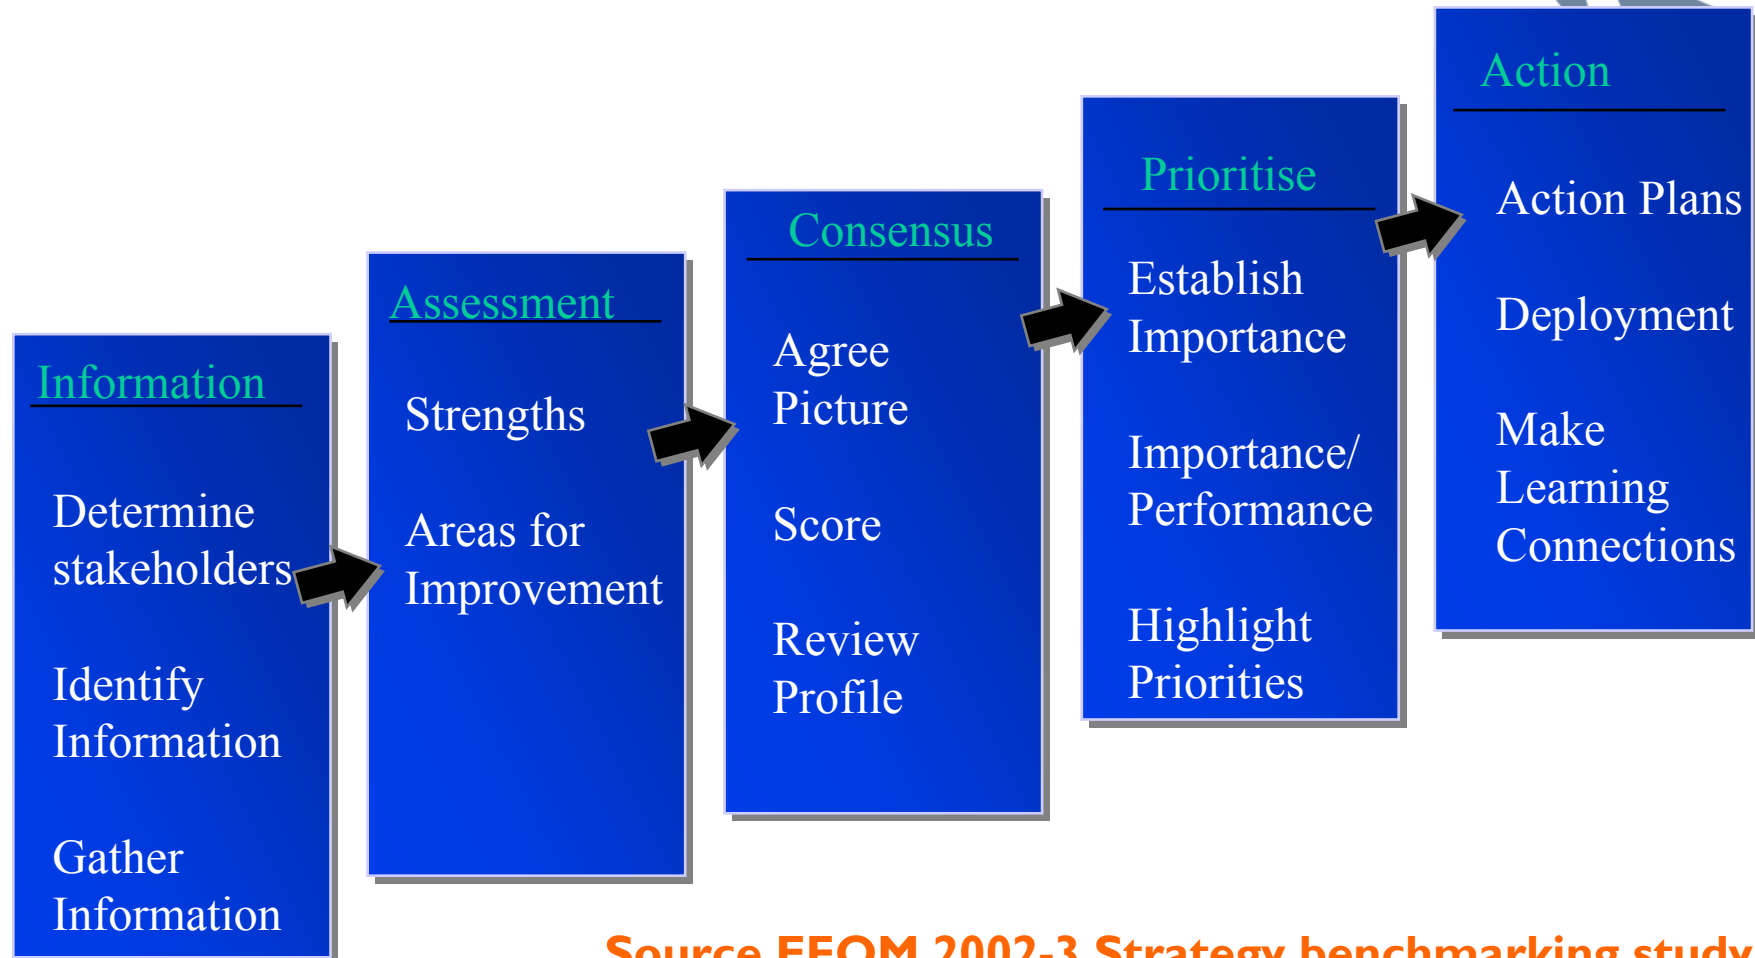 Information
Determine
stakeholders
Identify
Information
Gather
Information
Assessment
Strengths
Areas for
Improvement
Consensus
Agree
Picture
Score
Review
Profile
Prioritise
Establish
Importance
Importance/
Performance
Highlight
Priorities
Action
Action Plans
Deployment
Make
Learning
Connections
Source EFQM 2002-3 Strategy benchmarking study